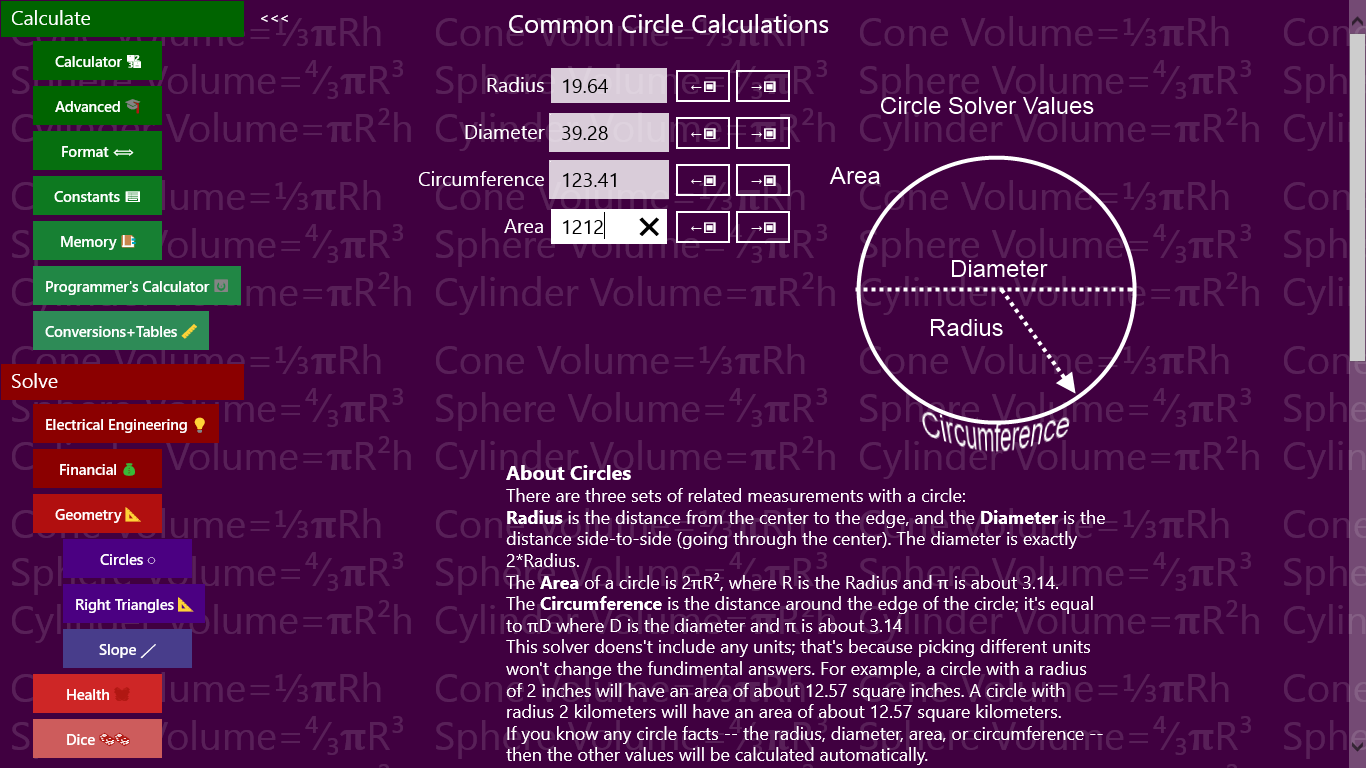 Calculate
<<<
Calculator
Advanced
Format
Constants
Memory
Programmer's Calculator
Conversions+Tables
Solve
Electrical Engineering
Financial
Geometry
Circles
Right Triangles
Slope
Health
Dice
Common Circle Calculations
Radius 19.64
Diameter 39.28
Circumference 123.41
Area 1212
Circle Solver Values
Area
Diameter
Radius
Circumference
About Circles
There are three sets of related measurements with a circle:
Radius is the distance from the center to the edge, and the Diameter is the
distance side-to-side (going through the center). The diameter is exactly
2*Radius.
The Area of a circle is 2πR², where R is the Radius and π is about 3.14.
The Circumference is the distance around the edge of the circle; it's equal
to πD where D is the diameter and π is about 3.14
This solver doens't include any units; that's because picking different units
won't change the fundimental answers. For example, a circle with a radius
of 2 inches will have an area of about 12.57 square inches. A circle with
radius 2 kilometers will have an area of about 12.57 square kilometers.
If you know any circle facts -- the radius, diameter, area, or circumference --
then the other values will be calculated automatically.
Cone Volume=⅓πRh
Sphere Volume=⁴⁄₃πR³
Cylinder Volume=πR²h